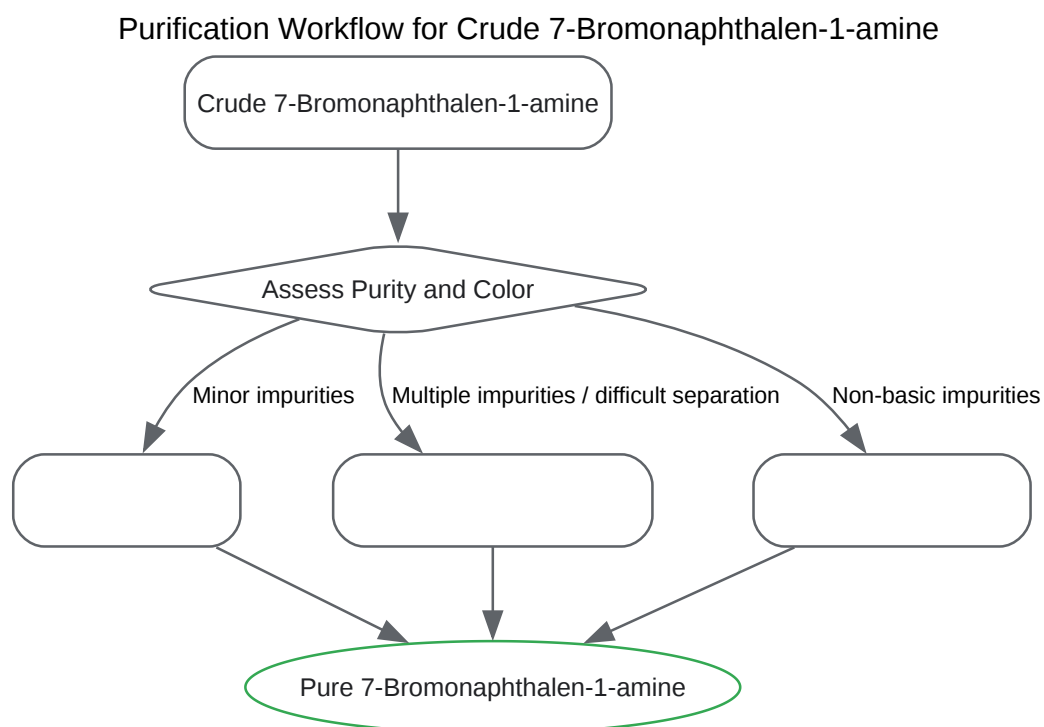 Purification Workflow for Crude 7-Bromonaphthalen-1-amine
Crude 7-Bromonaphthalen-1-amine
Assess Purity and Color
Minor impurities
Multiple impurities / difficult separation
Non-basic impurities
Pure 7-Bromonaphthalen-1-amine